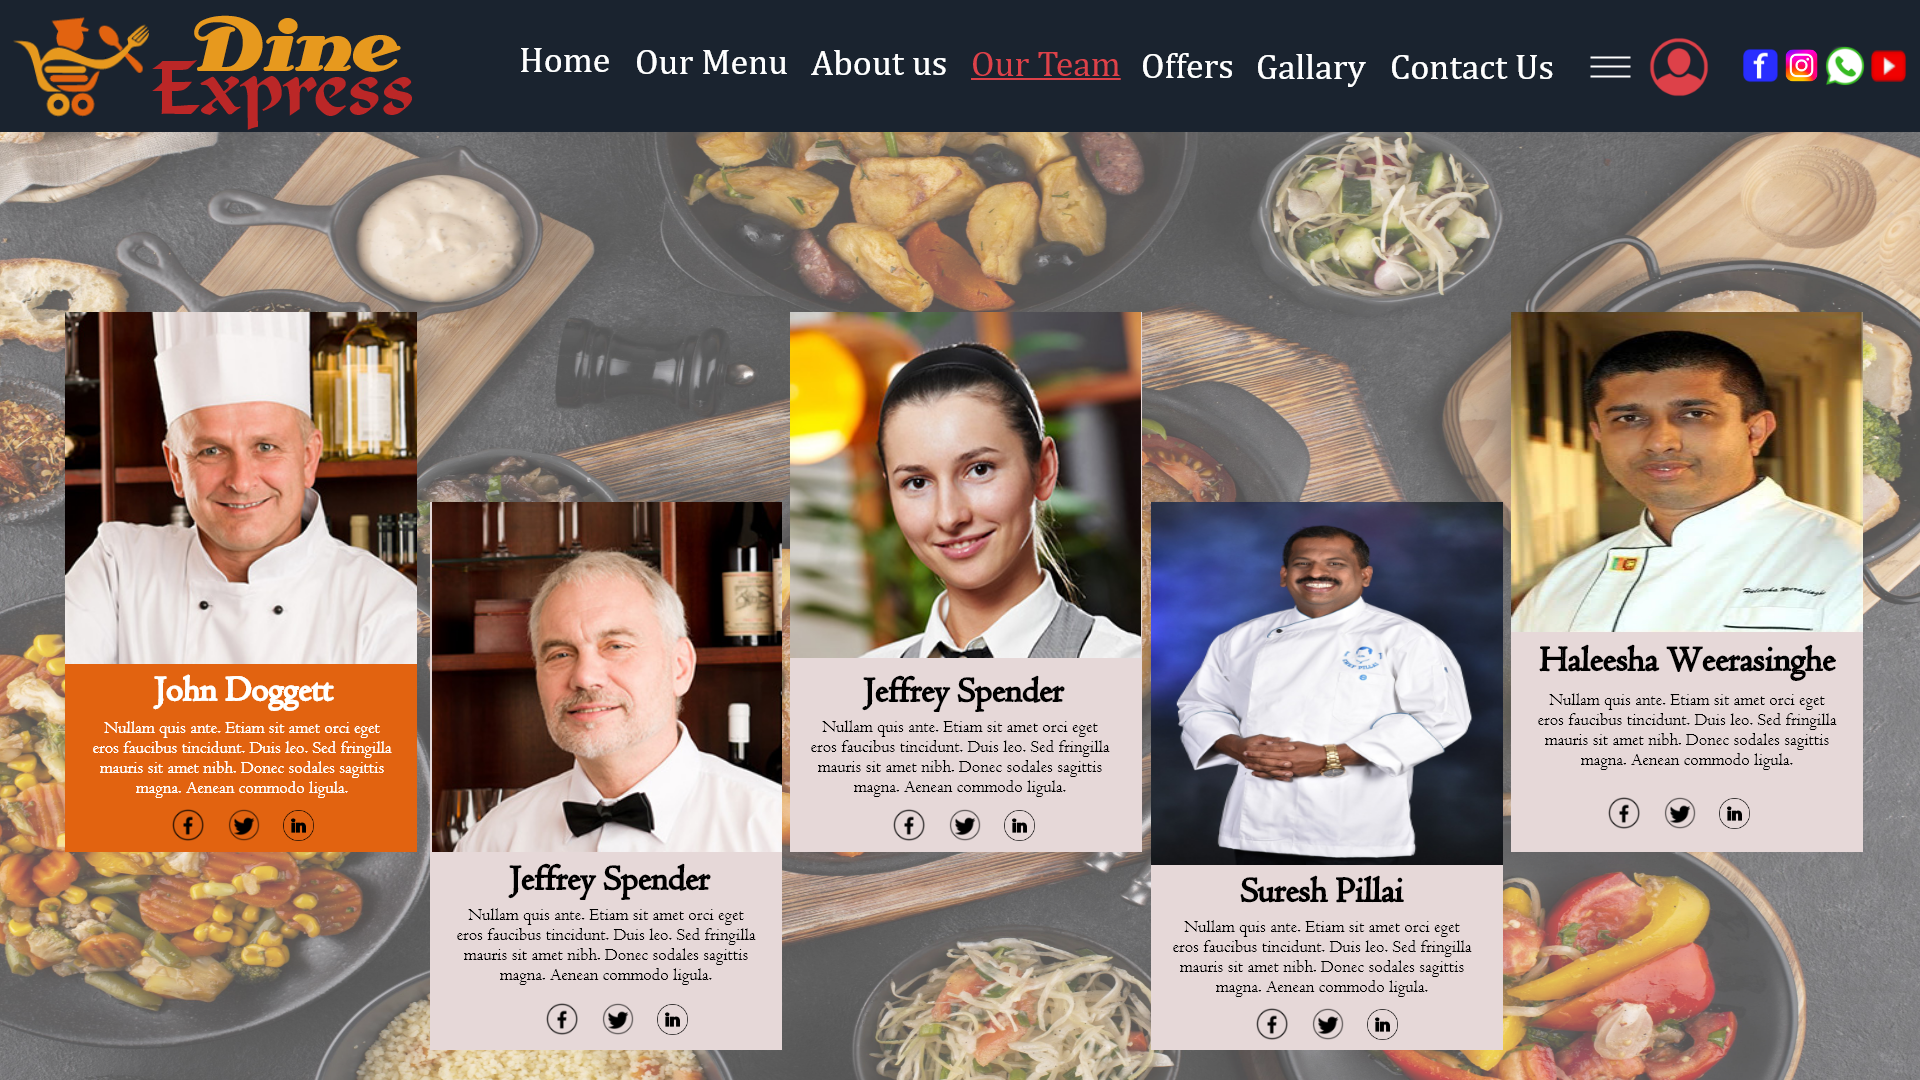 Dine
Express
Home Our Menu About us Our Team Offers Gallary Contact Us
John Doggett
Nullam quis ante. Etiam sit amet orci eget
eros faucibus tincidunt. Duis leo. Sed fringilla
mauris sit amet nibh. Donec sodales sagittis
magna. Aenean commodo ligula.
Jeffrey Spender
Nullam quis ante. Etiam sit amet orci eget
eros faucibus tincidunt. Duis leo. Sed fringilla
mauris sit amet nibh. Donec sodales sagittis
magna. Aenean commodo ligula.
Jeffrey Spender
Nullam quis ante. Etiam sit amet orci eget
eros faucibus tincidunt. Duis leo. Sed fringilla
mauris sit amet nibh. Donec sodales sagittis
magna. Aenean commodo ligula.
Suresh Pillai
Nullam quis ante. Etiam sit amet orci eget
eros faucibus tincidunt. Duis leo. Sed fringilla
mauris sit amet nibh. Donec sodales sagittis
magna. Aenean commodo ligula.
Haleesha Weerasinghe
Haleesha Weerasinghe
Nullam quis ante. Etiam sit amet orci eget
eros faucibus tincidunt. Duis leo. Sed fringilla
mauris sit amet nibh. Donec sodales sagittis
magna. Aenean commodo ligula.